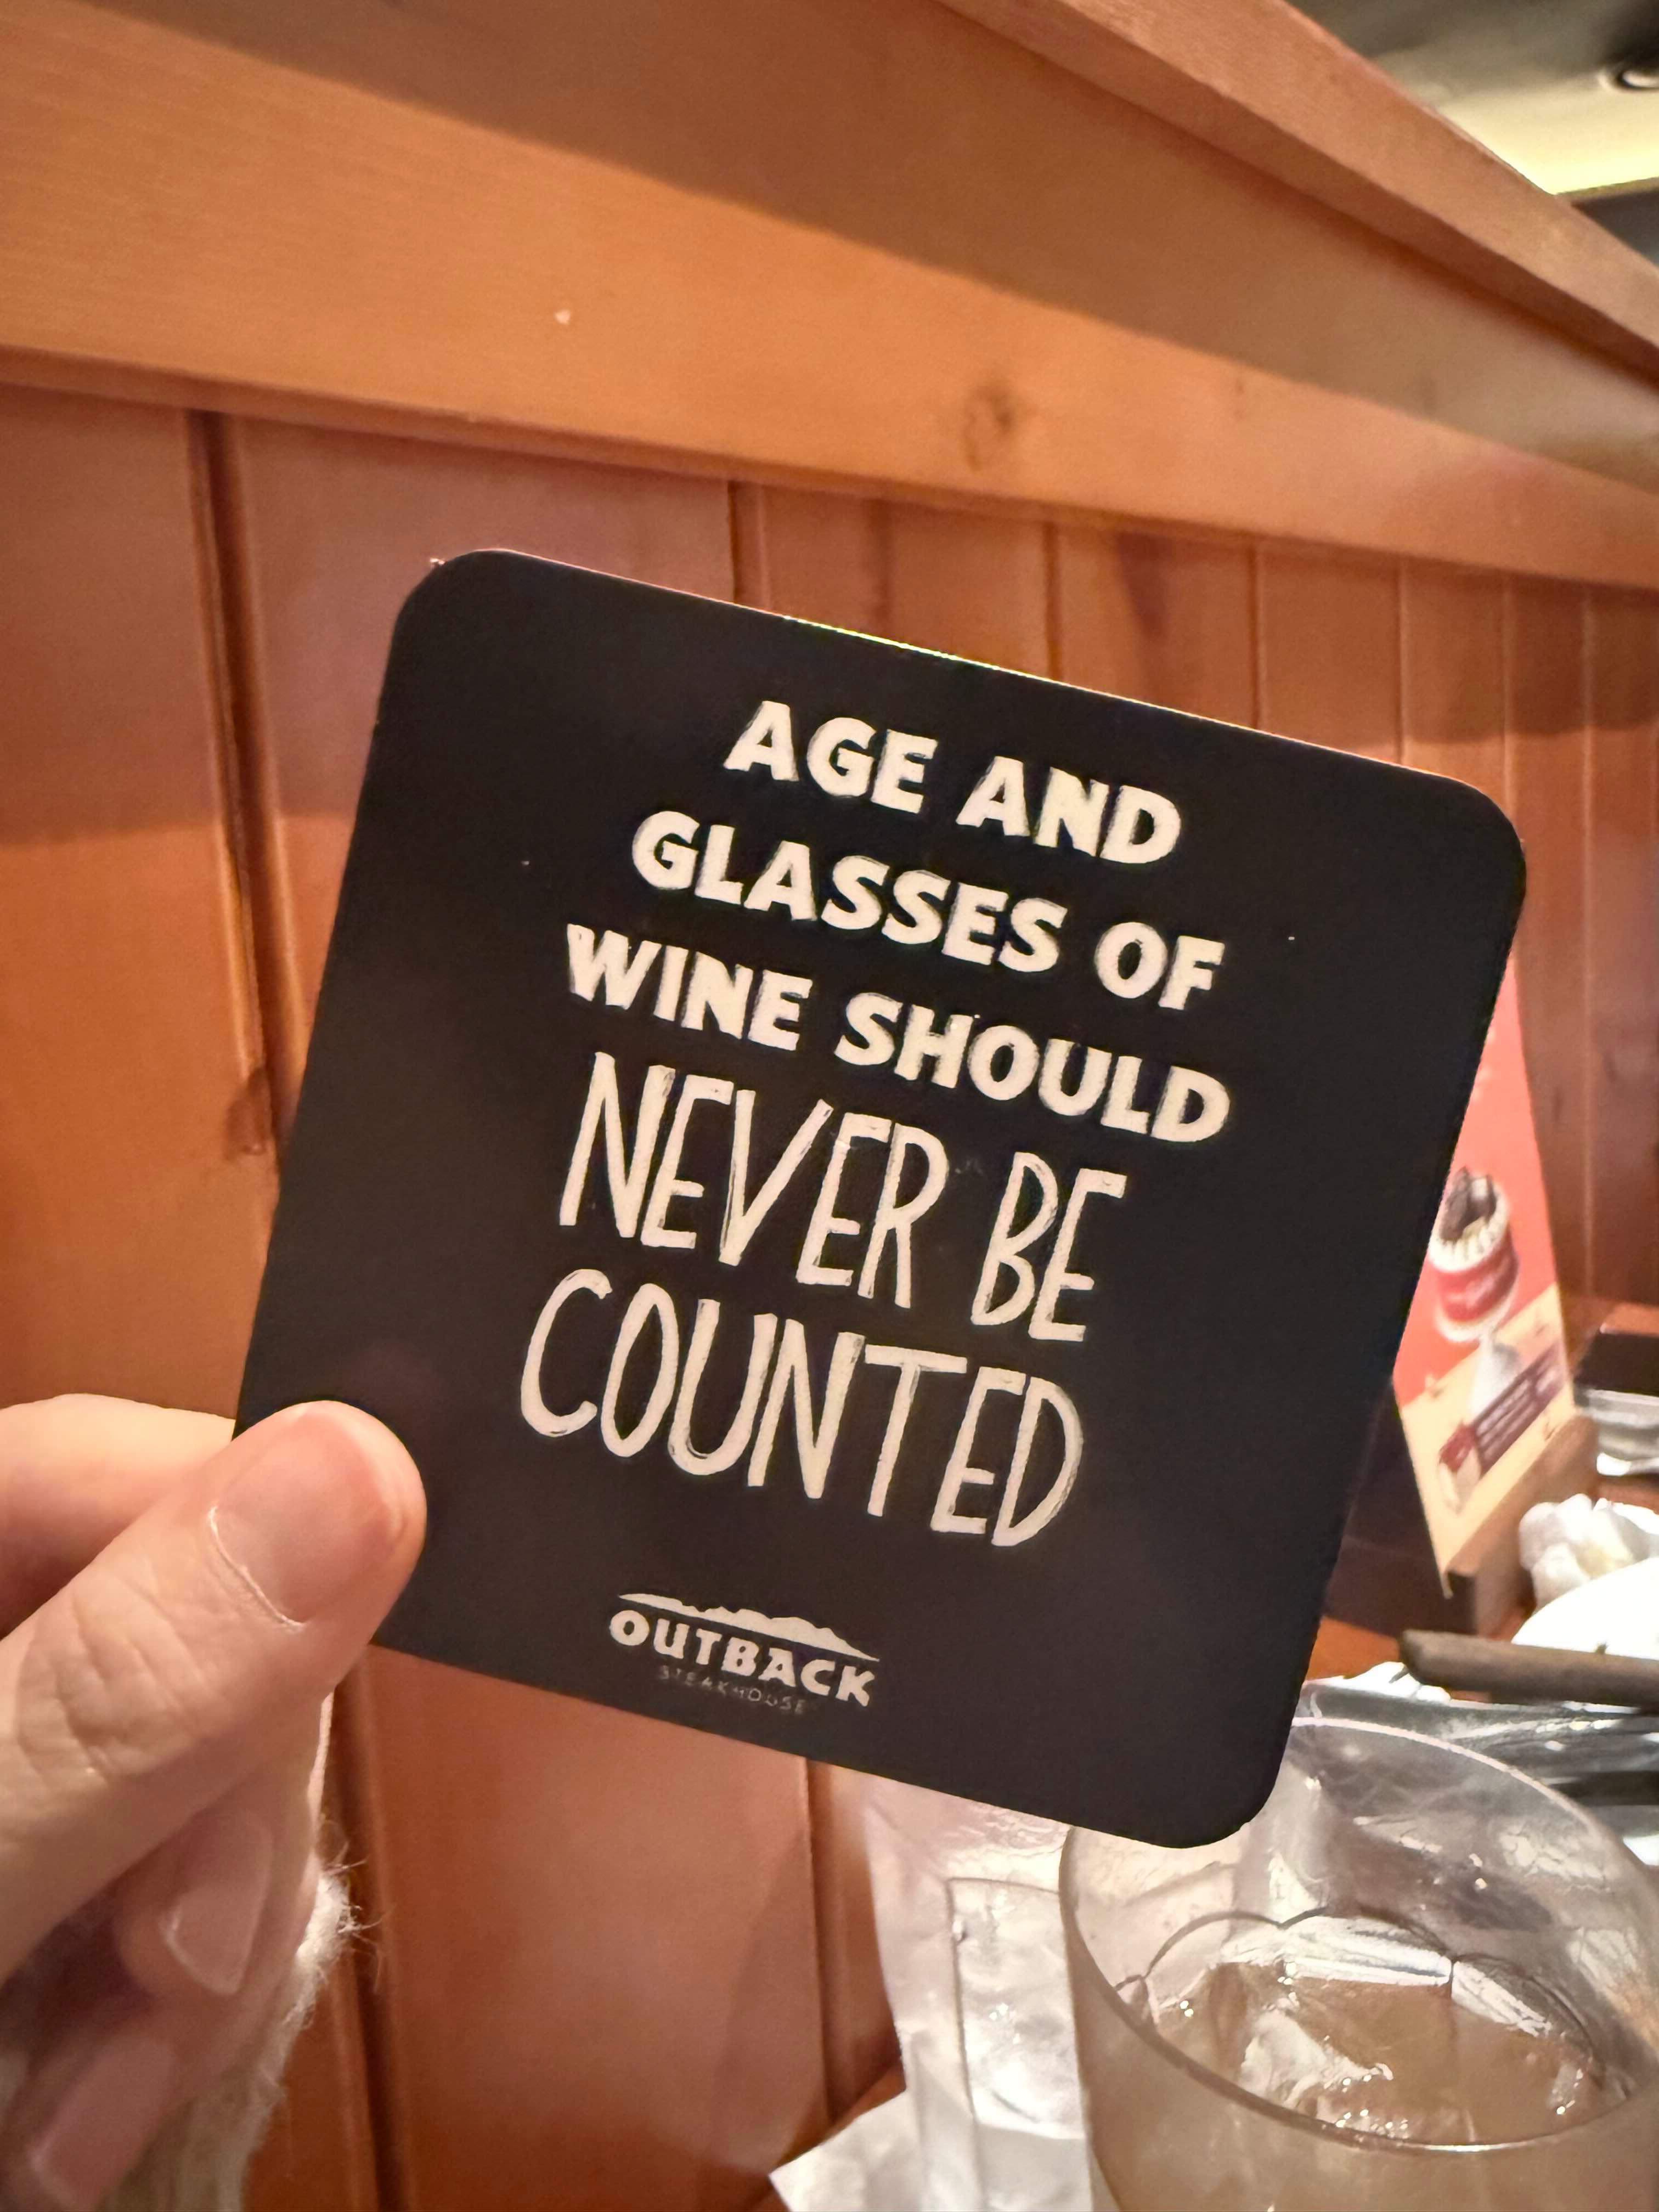 AGE AND
GLASSES OF
WINE SHOULD
NEVER BE
COUNTED
OUTBACK
STEAKHOUSE